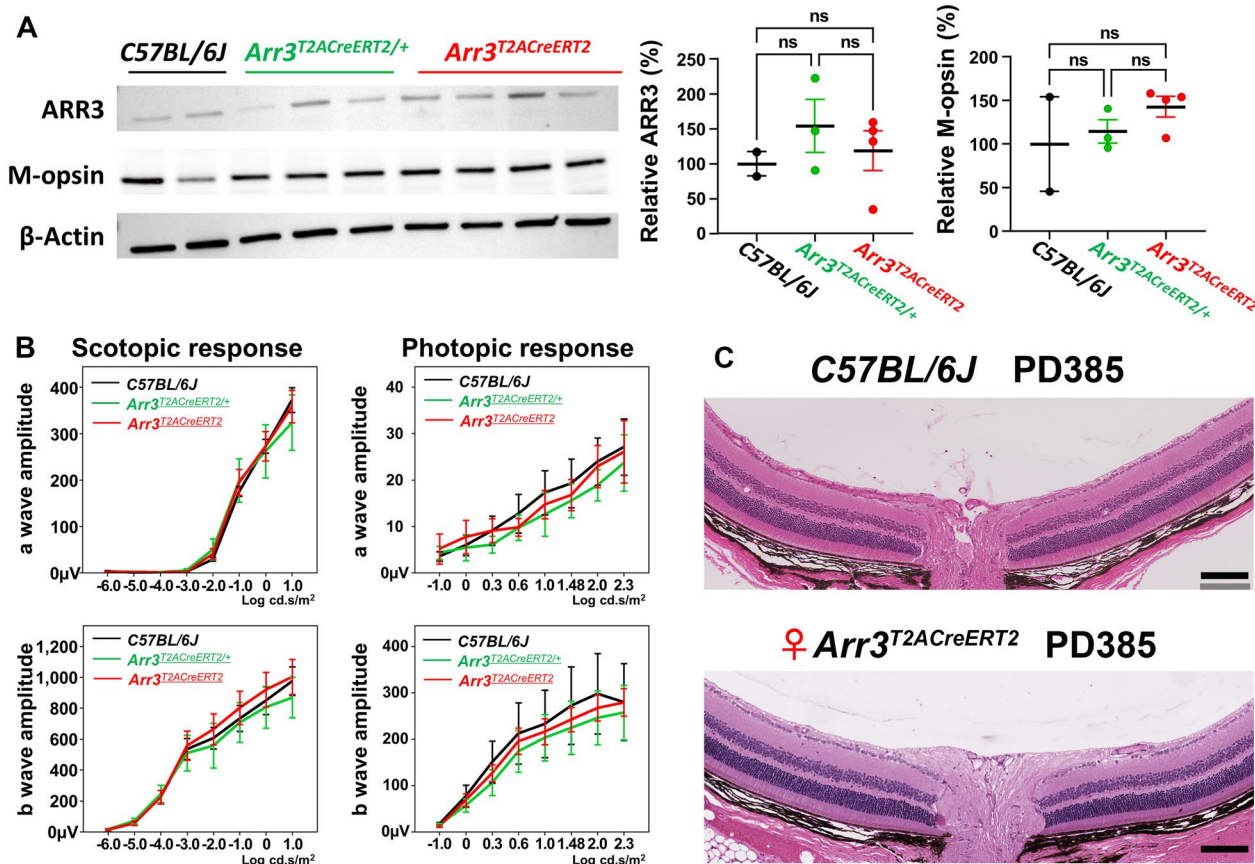 A
C57BL/6J Arr3T2ACreERT2/+ Arr3T2ACreERT2
ARR3
M-opsin
β-Actin
Relative ARR3 (%)
250
200
150
100
50
0
ns
ns ns
C57BL/6J
Arr3T2ACreERT2/+
Arr3T2ACreERT2
Relative M-opsin (%)
200
150
100
50
0
ns
ns ns
C57BL/6J
Arr3T2ACreERT2/+
Arr3T2ACreERT2
B
Scotopic response
a wave amplitude
400
300
200
100
0µV
C57BL/6J
Arr3T2ACreERT2/+
Arr3T2ACreERT2
-6.0 -5.0 -4.0 -3.0 -2.0 -1.0 0 1.0
Log cd.s/m2
Photopic response
a wave amplitude
40
30
20
10
0µV
C57BL/6J
Arr3T2ACreERT2/+
Arr3T2ACreERT2
-1.0 0 0.3 0.6 1.0 1.48 2.0 2.3
Log cd.s/m2
b wave amplitude
1,200
1,000
800
600
400
200
0µV
C57BL/6J
Arr3T2ACreERT2/+
Arr3T2ACreERT2
-6.0 -5.0 -4.0 -3.0 -2.0 -1.0 0 1.0
Log cd.s/m2
b wave amplitude
400
300
200
100
0µV
C57BL/6J
Arr3T2ACreERT2/+
Arr3T2ACreERT2
-1.0 0 0.3 0.6 1.0 1.48 2.0 2.3
Log cd.s/m2
C
C57BL/6J PD385
♀ Arr3T2ACreERT2 PD385